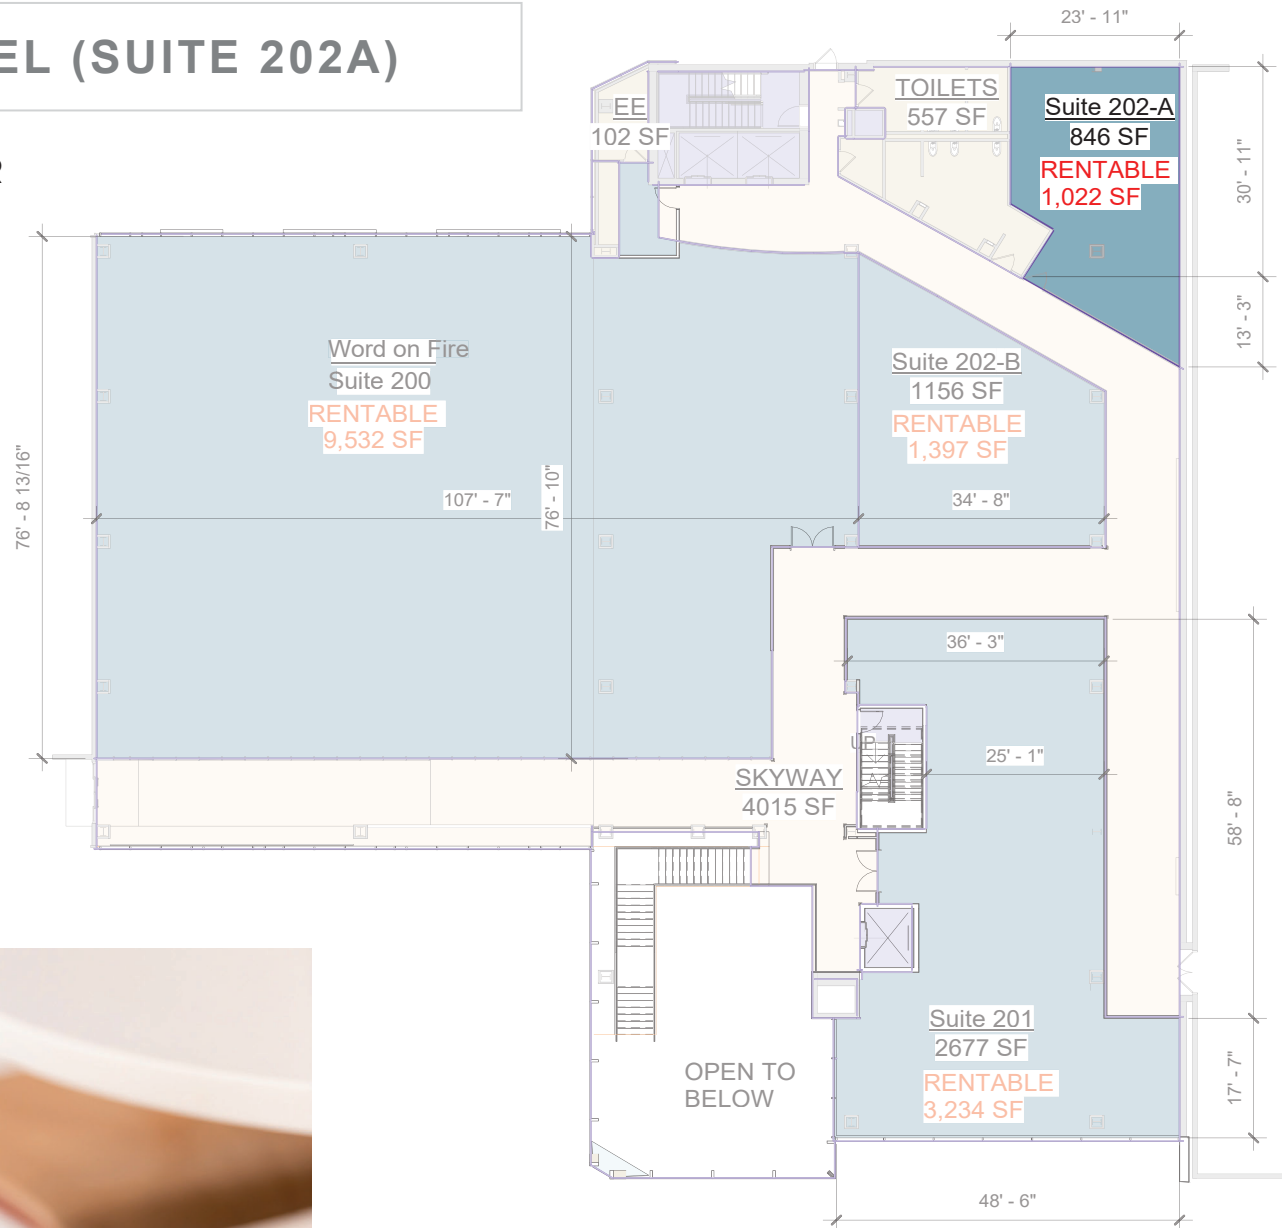 EL (SUITE 202A)
23' - 11"
TOILETS
557 SF
EE
102 SF
Suite 202-A
846 SF
RENTABLE
1,022 SF
30' - 11"
13' - 3"
Word on Fire
Suite 200
RENTABLE
9,532 SF
Suite 202-B
1156 SF
RENTABLE
1,397 SF
76' - 8 13/16"
107' - 7"
76' - 10"
34' - 8"
36' - 3"
UP
25' - 1"
SKYWAY
4015 SF
58' - 8"
Suite 201
2677 SF
RENTABLE
3,234 SF
OPEN TO
BELOW
17' - 7"
48' - 6"